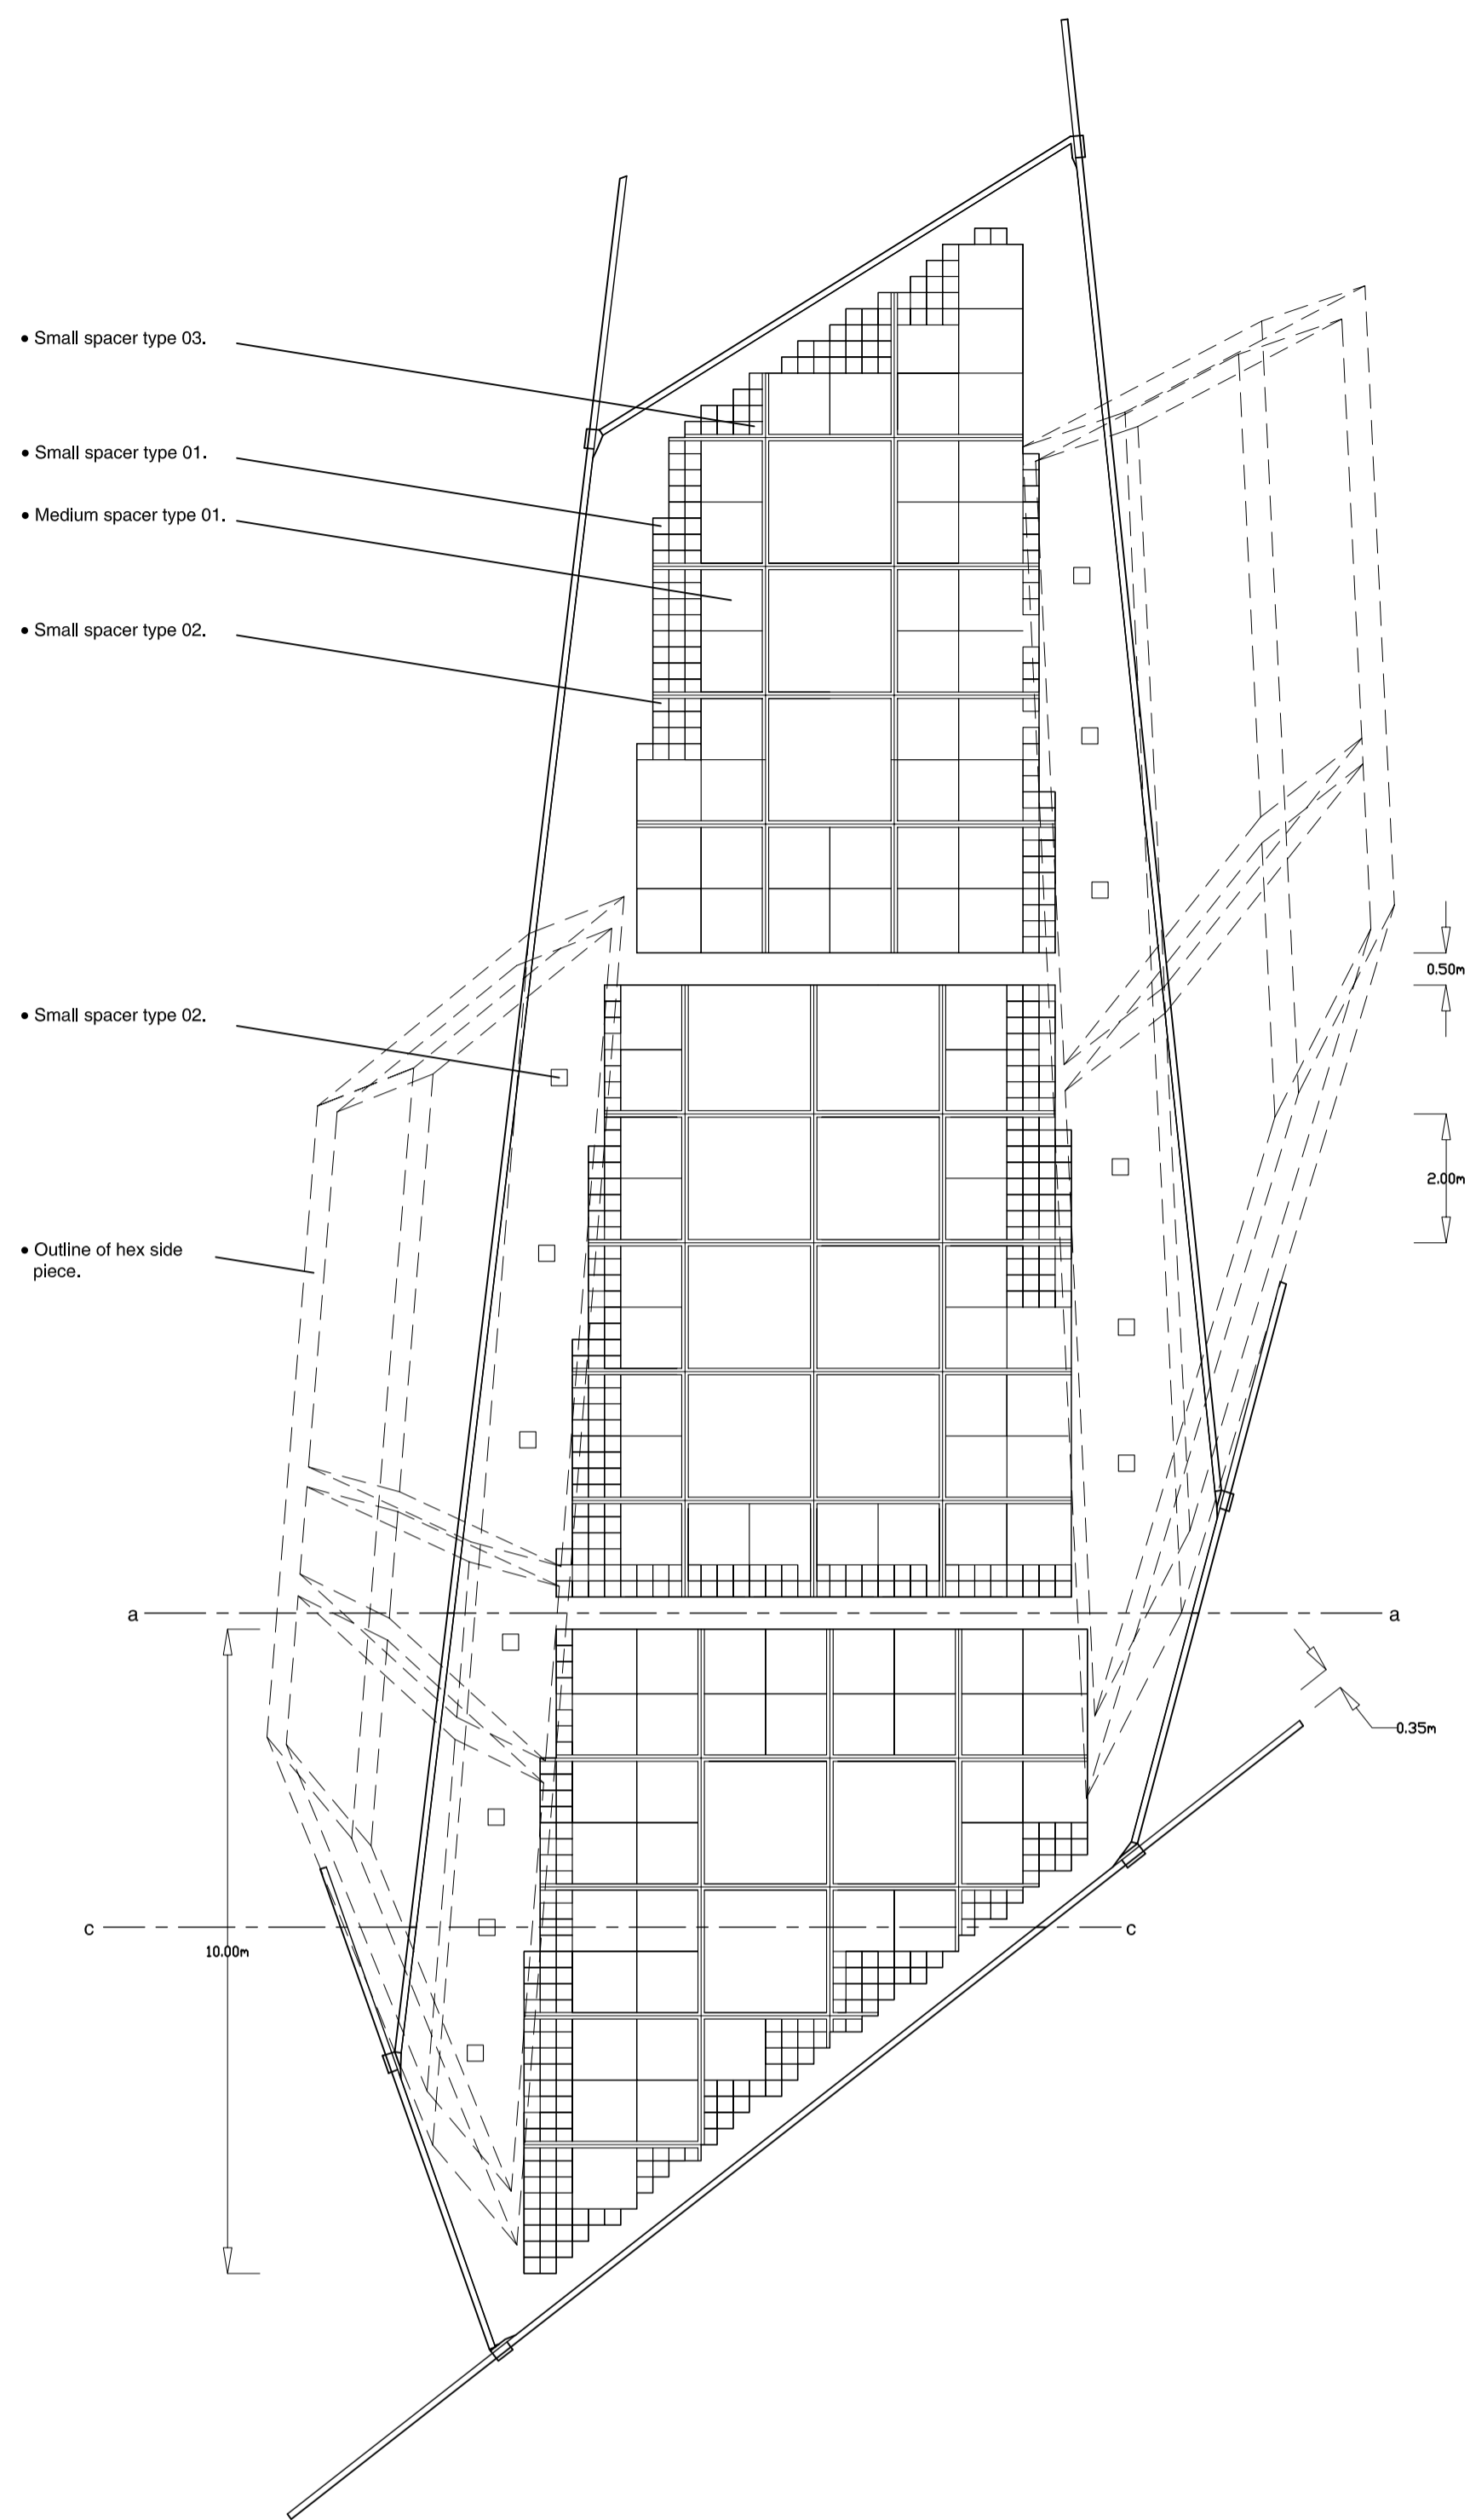 • Small spacer type 03.
• Small spacer type 01.
• Medium spacer type 01.
• Small spacer type 02.
0.50m
• Small spacer type 02.
2.00m
• Outline of hex side
piece.
a
a
0.35m
c
c
10.00m